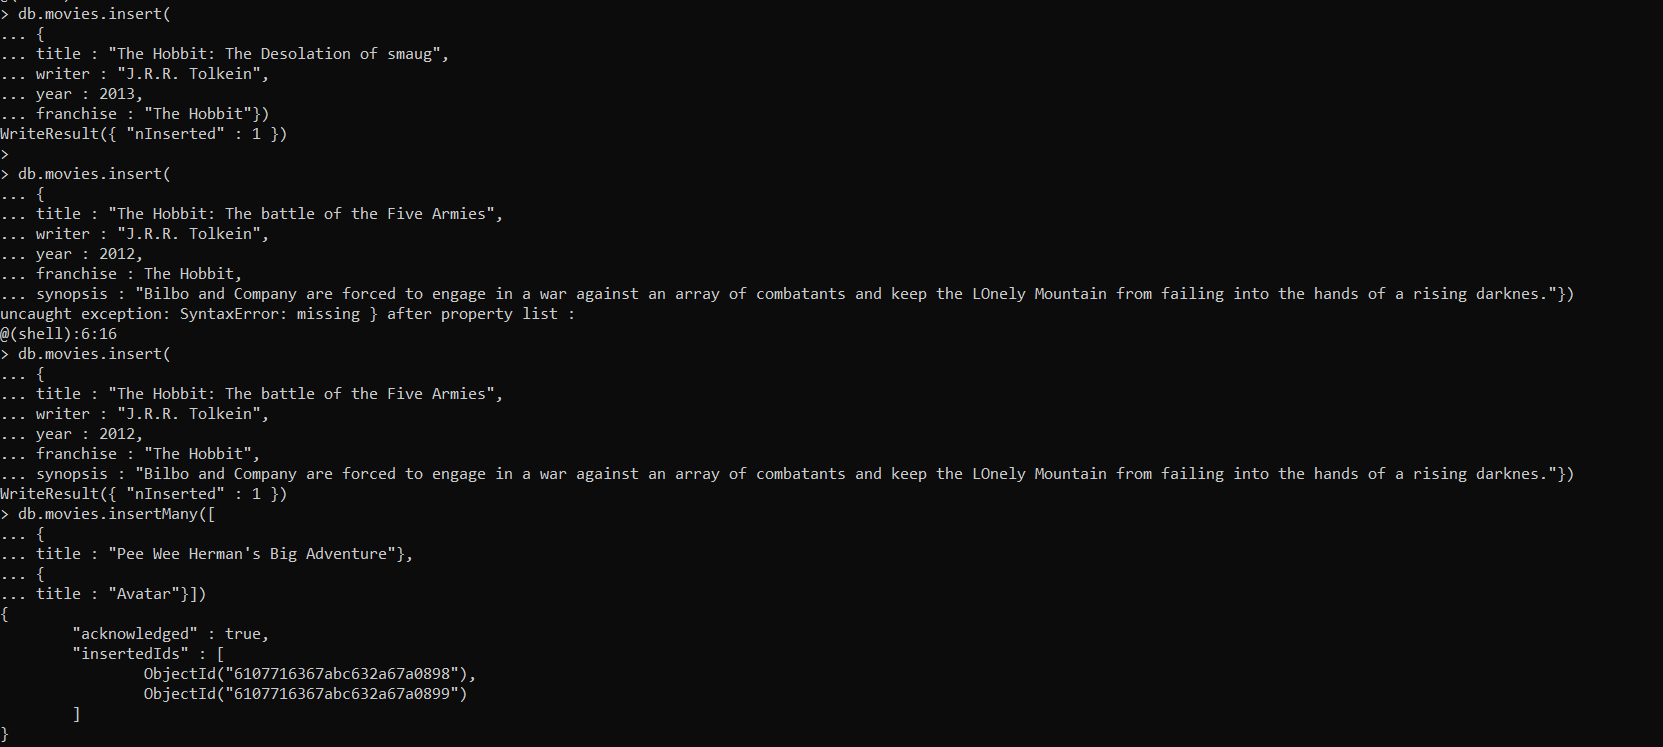 > db.movies.insert(
... {
... title : "The Hobbit: The Desolation of smaug",
... writer : "J.R.R. Tolkein",
... year : 2013,
... franchise : "The Hobbit"})
WriteResult({ "nInserted" : 1 })
>
> db.movies.insert(
... {
... title : "The Hobbit: The battle of the Five Armies",
... writer : "J.R.R. Tolkein",
... year : 2012,
... franchise : The Hobbit,
... synopsis : "Bilbo and Company are forced to engage in a war against an array of combatants and keep the LOnely Mountain from failing into the hands of a rising darknes."})
uncaught exception: SyntaxError: missing } after property list :
@(shell):6:16
> db.movies.insert(
... {
... title : "The Hobbit: The battle of the Five Armies",
... writer : "J.R.R. Tolkein",
... year : 2012,
... franchise : "The Hobbit",
... synopsis : "Bilbo and Company are forced to engage in a war against an array of combatants and keep the LOnely Mountain from failing into the hands of a rising darknes."})
WriteResult({ "nInserted" : 1 })
> db.movies.insertMany([
... {
... title : "Pee Wee Herman's Big Adventure"},
... {
... title : "Avatar"}])
{
        "acknowledged" : true,
        "insertedIds" : [
                ObjectId("6107716367abc632a67a0898"),
                ObjectId("6107716367abc632a67a0899")
        ]
}